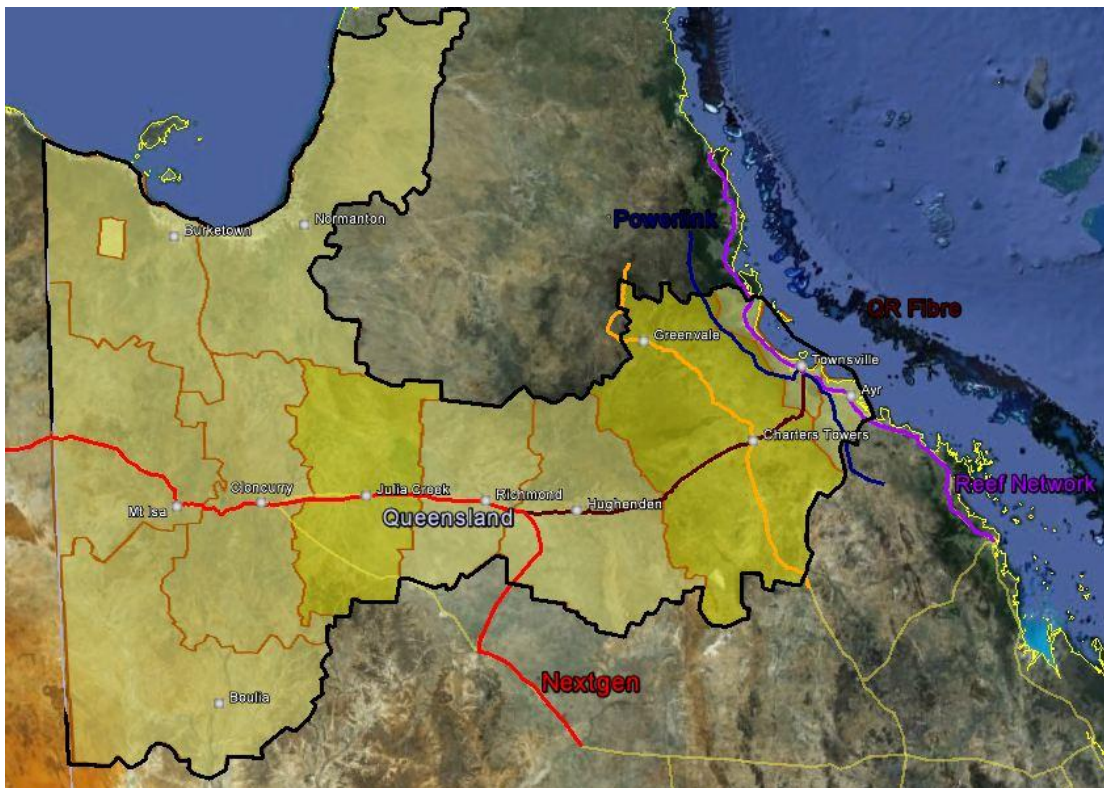 Normanton
Burketown
Powerlink
QR Fibre
Greenvale
Townsville
Ayr
Charters Towers
Julia Creek
Cloncurry
Richmond
Mt Isa
Hughenden
Queensland
Reef Network
Nextgen
Boulia